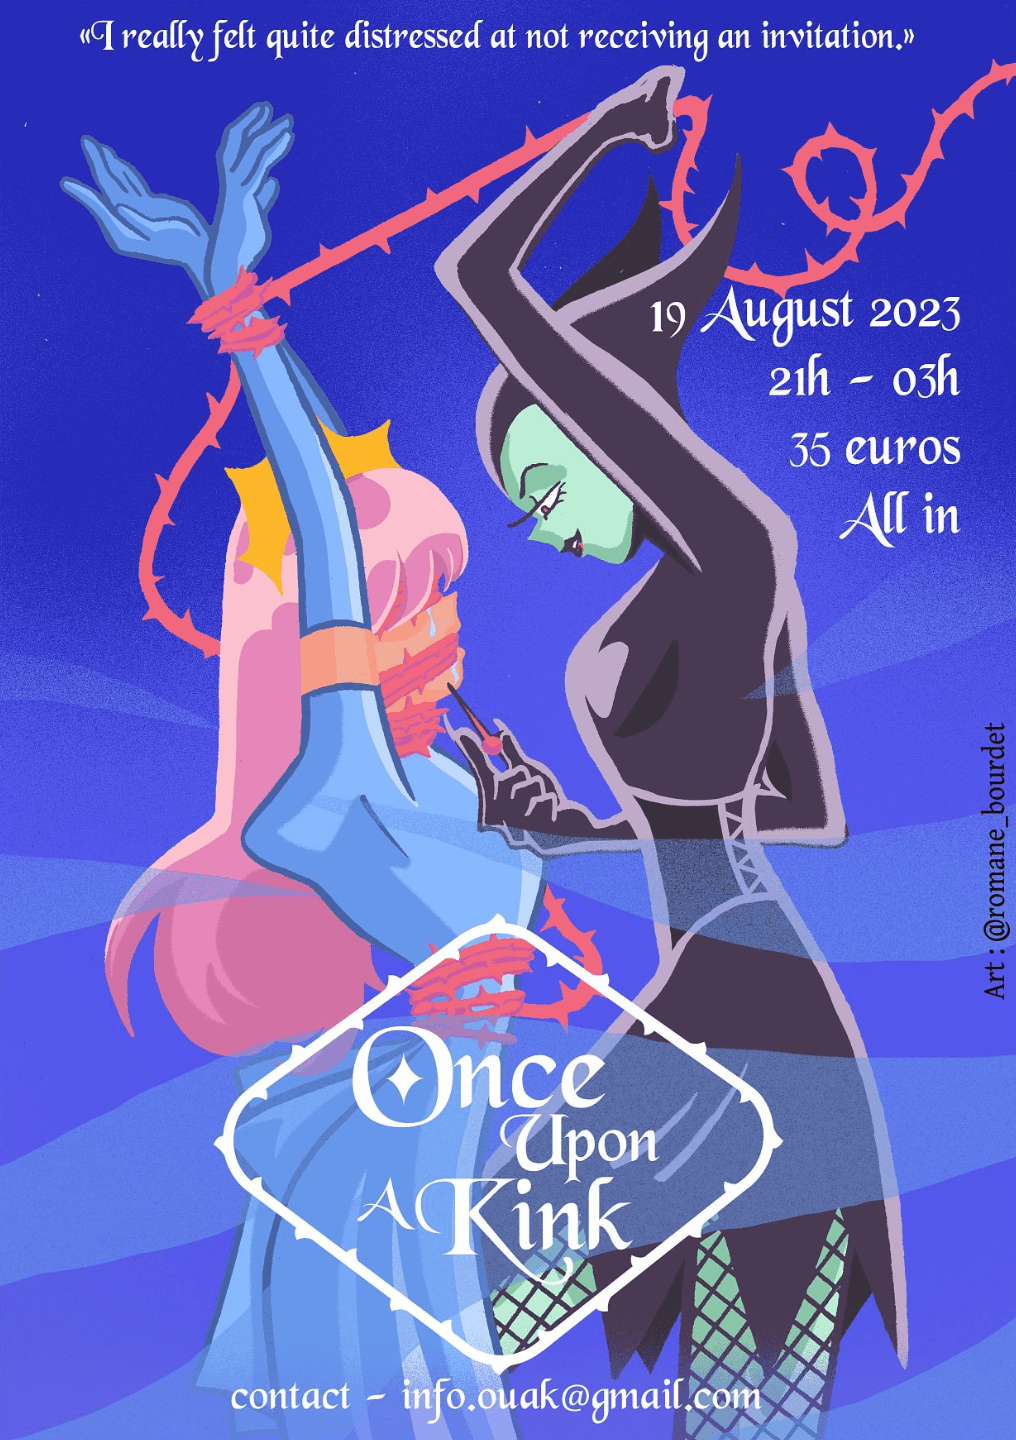 «I really felt quite distressed at not receiving an invitation.»
19 August 2023
21h - 03h
35 euros
All in
Art : @romane_bourdet
Once
Upon
A Kink
contact - info.ouak@gmail.com